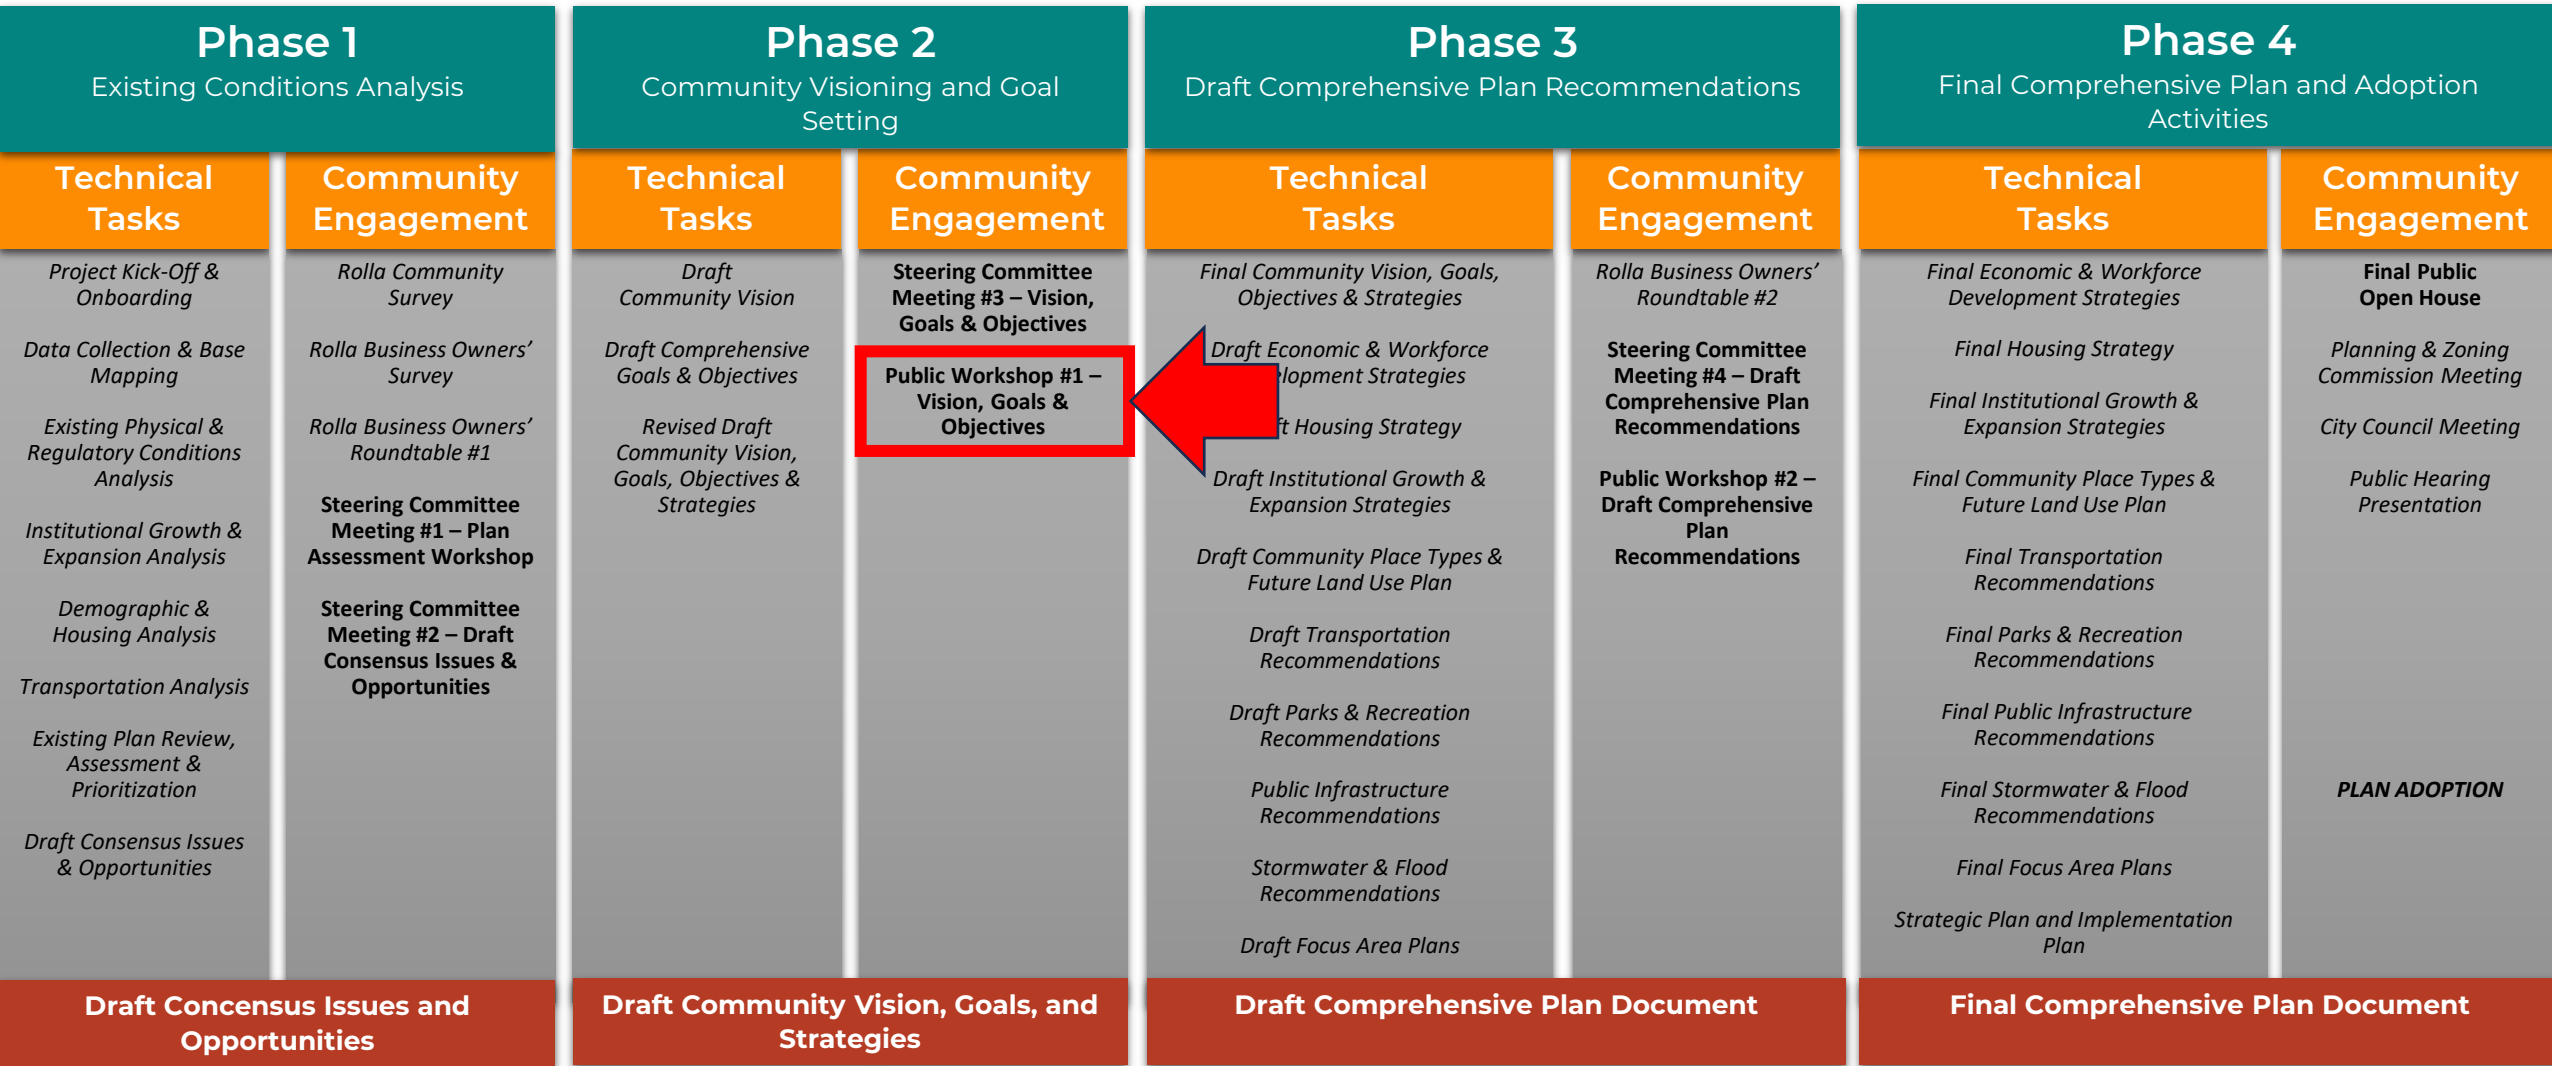 Phase 1
Existing Conditions Analysis
Technical
Tasks
Project Kick-Off &
Onboarding
Data Collection & Base
Mapping
Existing Physical &
Regulatory Conditions
Analysis
Institutional Growth &
Expansion Analysis
Demographic &
Housing Analysis
Transportation Analysis
Existing Plan Review,
Assessment &
Prioritization
Draft Consensus Issues
& Opportunities
Community
Engagement
Rolla Community
Survey
Rolla Business Owners'
Survey
Rolla Business Owners'
Roundtable #1
Steering Committee
Meeting #1 – Plan
Assessment Workshop
Steering Committee
Meeting #2 – Draft
Consensus Issues &
Opportunities
Draft Concensus Issues and
Opportunities
Phase 2
Community Visioning and Goal
Setting
Technical
Tasks
Draft
Community Vision
Draft Comprehensive
Goals & Objectives
Revised Draft
Community Vision,
Goals, Objectives &
Strategies
Community
Engagement
Steering Committee
Meeting #3 – Vision,
Goals & Objectives
Public Workshop #1 –
Vision, Goals &
Objectives
Draft Community Vision, Goals, and
Strategies
Phase 3
Draft Comprehensive Plan Recommendations
Technical
Tasks
Final Community Vision, Goals,
Objectives & Strategies
Draft Economic & Workforce
Strategies
Housing Strategy
Draft Institutional Growth &
Expansion Strategies
Draft Community Place Types &
Future Land Use Plan
Draft Transportation
Recommendations
Draft Parks & Recreation
Recommendations
Public Infrastructure
Recommendations
Stormwater & Flood
Recommendations
Draft Focus Area Plans
Community
Engagement
Rolla Business Owners'
Roundtable #2
Steering Committee
Meeting #4 – Draft
Comprehensive Plan
Recommendations
Public Workshop #2 –
Draft Comprehensive
Plan
Recommendations
Draft Comprehensive Plan Document
Phase 4
Final Comprehensive Plan and Adoption
Activities
Technical
Tasks
Final Economic & Workforce
Development Strategies
Final Housing Strategy
Final Institutional Growth &
Expansion Strategies
Final Community Place Types &
Future Land Use Plan
Final Transportation
Recommendations
Final Parks & Recreation
Recommendations
Final Public Infrastructure
Recommendations
Final Stormwater & Flood
Recommendations
Final Focus Area Plans
Strategic Plan and Implementation
Plan
Community
Engagement
Final Public
Open House
Planning & Zoning
Commission Meeting
City Council Meeting
Public Hearing
Presentation
PLAN ADOPTION
Final Comprehensive Plan Document